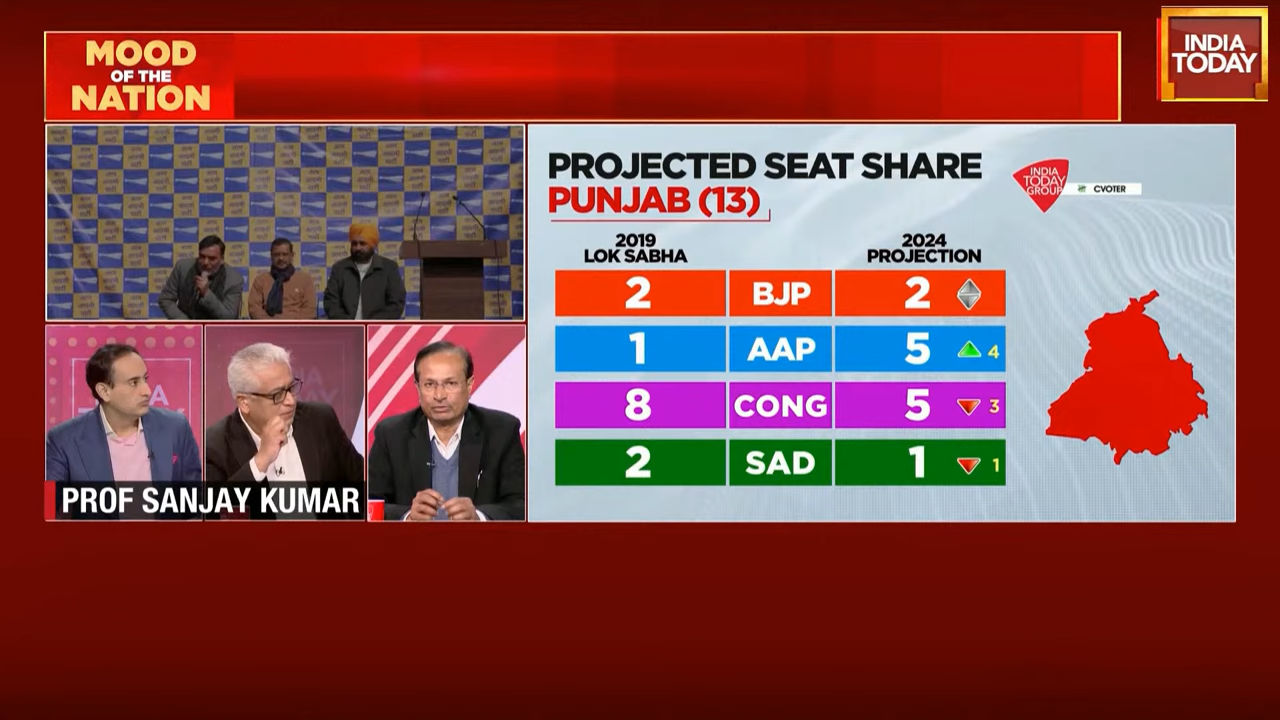 MOOD
OF THE
NATION
INDIA
TODAY
PROJECTED SEAT SHARE
PUNJAB (13)
INDIA
TODAY
GROUP
CVOTER
2019
LOK SABHA
2024
PROJECTION
2 BJP 2
1 AAP 5 4
8 CONG 5 3
2 SAD 1 1
PROF SANJAY KUMAR